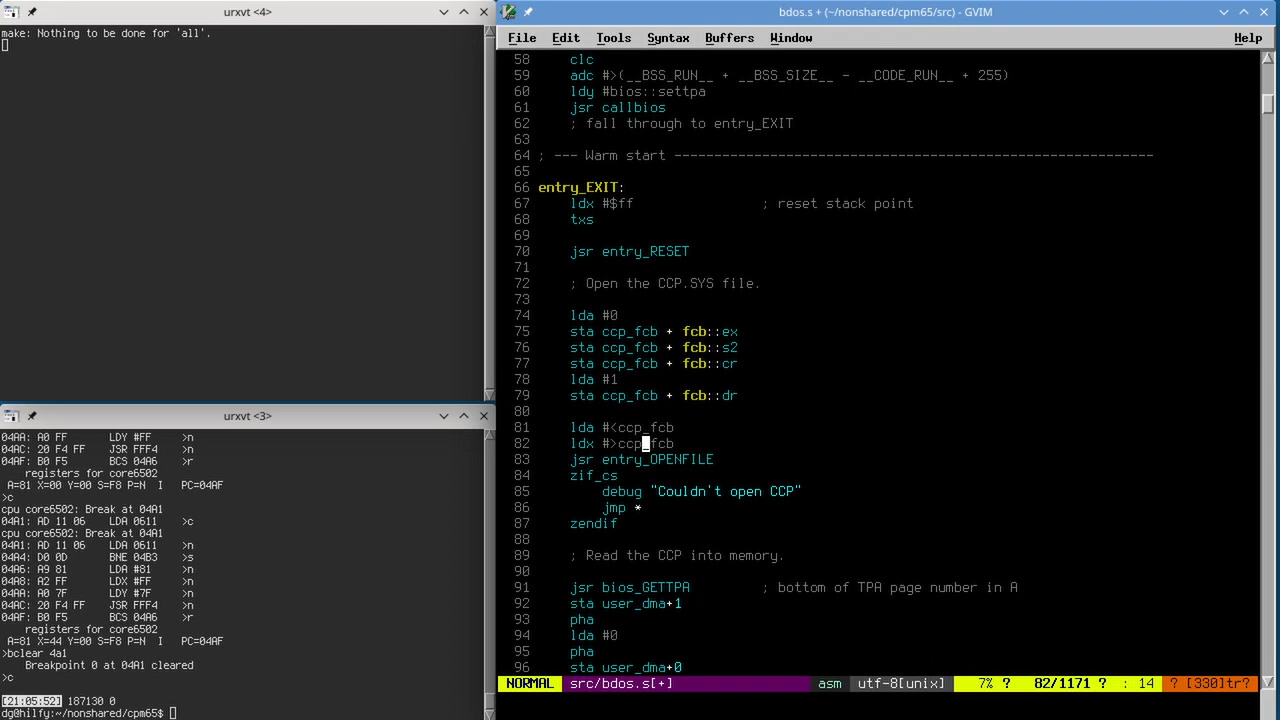 urxvt <4>
make: Nothing to be done for 'all'.
urxvt <3>
04AA: A0 FF      LDY #FF      >n
04AC: 20 F4 FF   JSR FFF4     >n
04AF: B0 F5      BCS 04A6     >r
    registers for core6502
 A=81 X=00 Y=00 S=F8 P=N  I   PC=04AF
>c
cpu core6502: Break at 04A1
04A1: AD 11 06   LDA 0611     >c
cpu core6502: Break at 04A1
04A1: AD 11 06   LDA 0611     >n
04A4: D0 0D      BNE 04B3     >s
04A6: A9 81      LDA #81      >n
04A8: A2 FF      LDX #FF      >n
04AA: A0 7F      LDY #7F      >n
04AC: 20 F4 FF   JSR FFF4     >n
04AF: B0 F5      BCS 04A6     >r
    registers for core6502
 A=81 X=44 Y=00 S=F8 P=N  I   PC=04AF
>bclear 4a1
    Breakpoint 0 at 04A1 cleared
>c
[21:05:52] 187130 0
dg@hilfy:~/nonshared/cpm65$
bdos.s + (~/nonshared/cpm65/src) - GVIM
File Edit Tools Syntax Buffers Window Help
58     clc
59     adc #>(__BSS_RUN__ + __BSS_SIZE__ - __CODE_RUN__ + 255)
60     ldy #bios::settpa
61     jsr callbios
62     ; fall through to entry_EXIT
63
64 ; --- Warm start ------------------------------------------------------------
65
66 entry_EXIT:
67     ldx #$ff                ; reset stack point
68     txs
69
70     jsr entry_RESET
71
72     ; Open the CCP.SYS file.
73
74     lda #0
75     sta ccp_fcb + fcb::ex
76     sta ccp_fcb + fcb::s2
77     sta ccp_fcb + fcb::cr
78     lda #1
79     sta ccp_fcb + fcb::dr
80
81     lda #<ccp_fcb
82     ldx #>ccp_fcb
83     jsr entry_OPENFILE
84     zif_cs
85         debug "Couldn't open CCP"
86         jmp *
87     zendif
88
89     ; Read the CCP into memory.
90
91     jsr bios_GETTPA         ; bottom of TPA page number in A
92     sta user_dma+1
93     pha
94     lda #0
95     pha
96     sta user_dma+0
NORMAL src/bdos.s[+] asm utf-8[unix] 7% ? 82/1171 ? : 14 ? [330]tr?